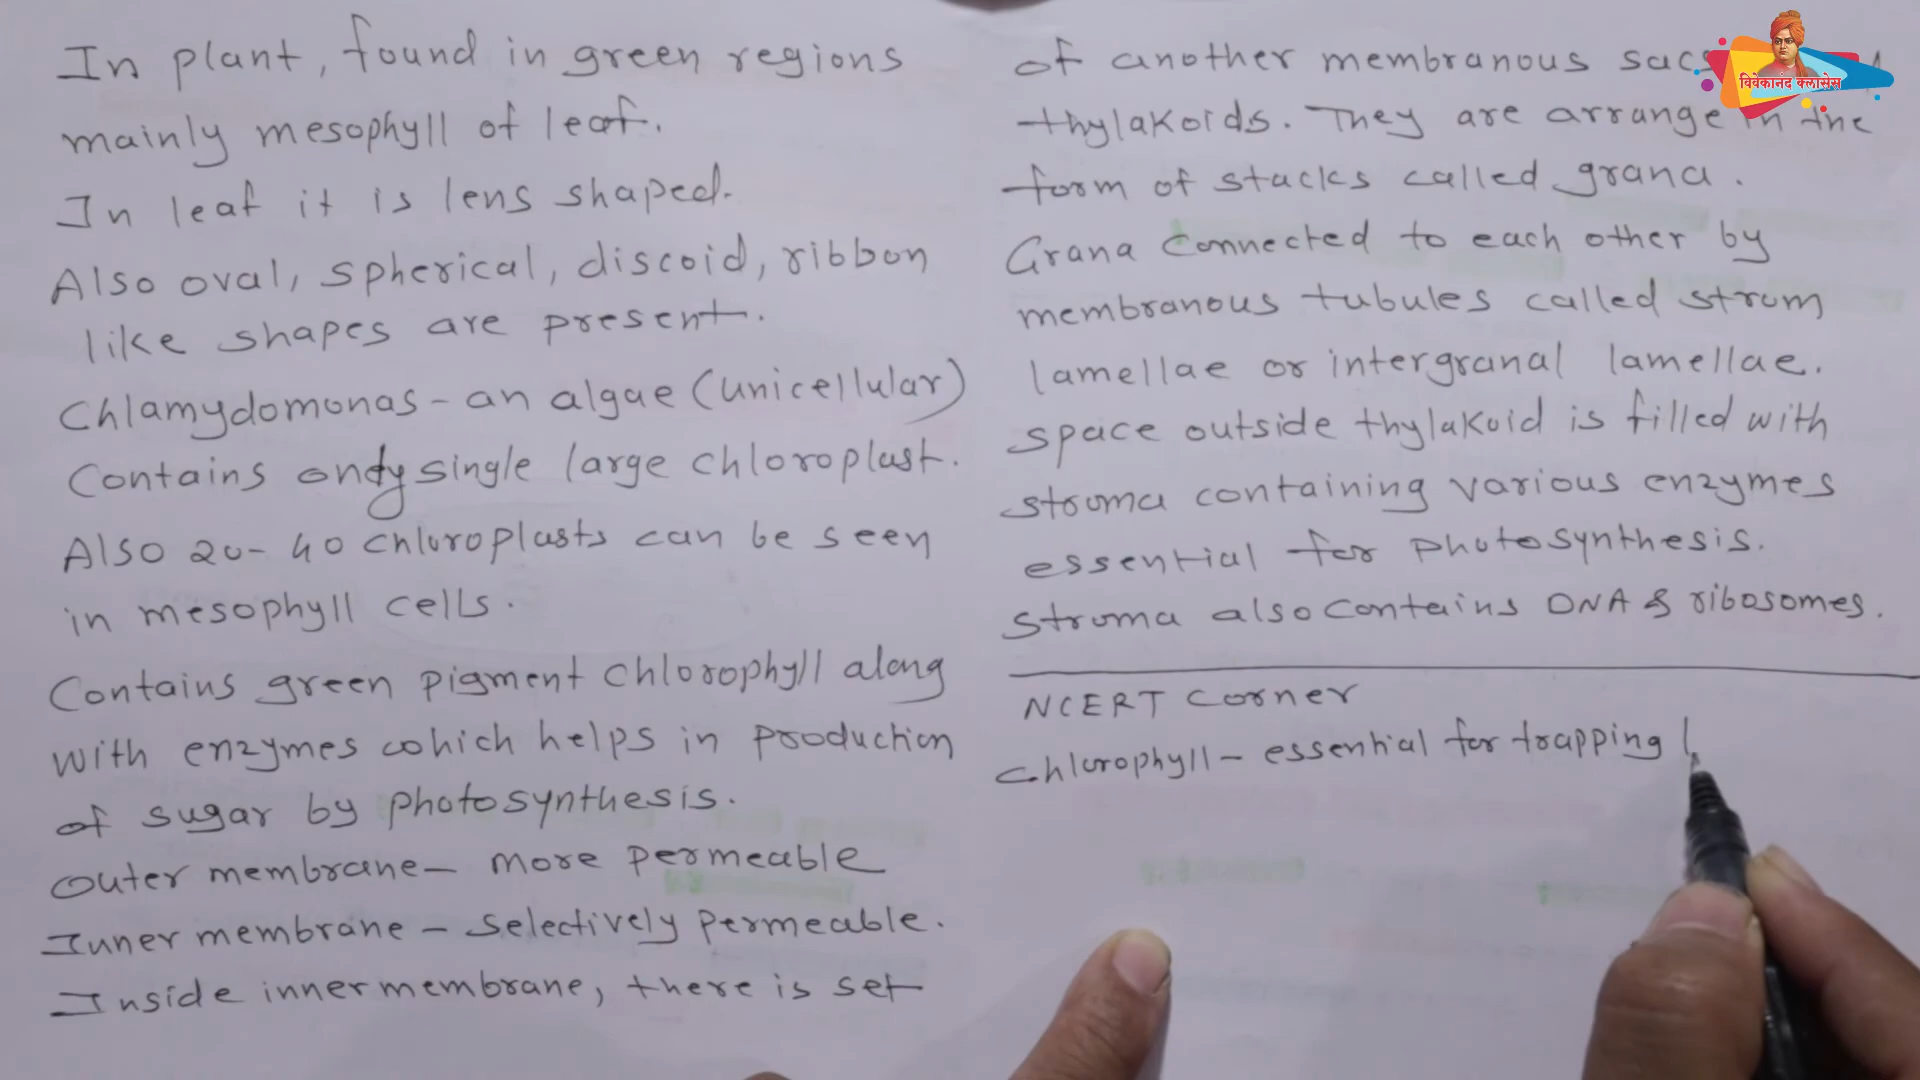 In plant, found in green regions
mainly mesophyll of leaf.
In leaf it is lens shaped.
Also oval, spherical, discoid, ribbon
like shapes are present.
Chlamydomonas - an algae (unicellular)
Contains only single large chloroplast.
Also 20-40 chloroplasts can be seen
in mesophyll cells.
Contains green pigment chlorophyll along
with enzymes which helps in production
of sugar by photosynthesis.
Outer membrane - more permeable
Inner membrane - selectively permeable.
Inside inner membrane, there is set
of another membranous sacs
thylakoids. They are arrange in the
form of stacks called grana.
Grana connected to each other by
membranous tubules called strom
lamellae or intergranal lamellae.
space outside thylakoid is filled with
stroma containing various enzymes
essential for photosynthesis.
stroma also contains DNA & ribosomes.
NCERT Corner
Chlorophyll - essential for trapping l
विवेकानंद क्लासेस